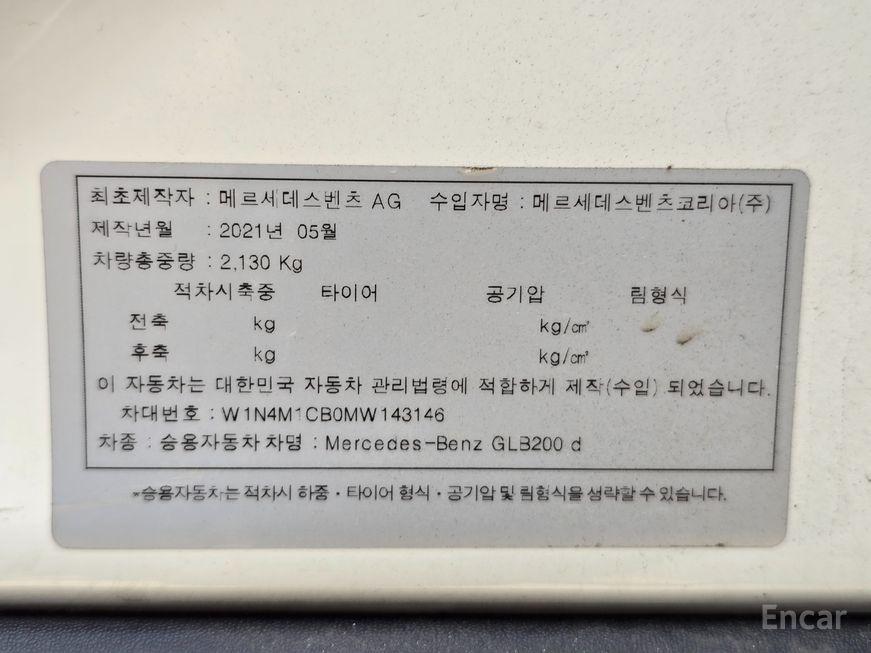 최초제작자 : 메르세데스벤츠 AG 수입자명 : 메르세데스벤츠코리아(주)
제작년월 : 2021년 05월
차량총중량 : 2,130 Kg
적차시축중 타이어 공기압 림형식
전축 kg kg/㎠
후축 kg kg/㎠
이 자동차는 대한민국 자동차 관리법령에 적합하게 제작(수입) 되었습니다.
차대번호 : W1N4M1CB0MW143146
차종 : 승용자동차 차명 : Mercedes-Benz GLB200 d
*승용자동차는 적차시 하중 · 타이어 형식 · 공기압 및 림형식을 생략할 수 있습니다.
Encar